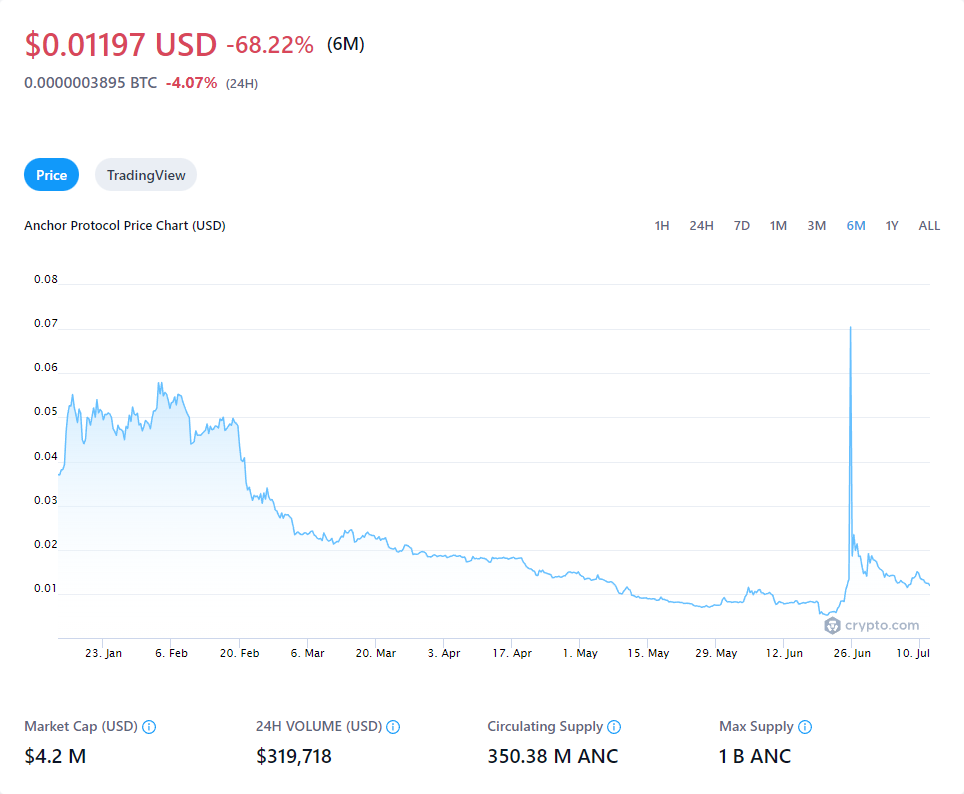 $0.01197 USD -68.22% (6M)
0.0000003895 BTC -4.07% (24H)
Price TradingView
Anchor Protocol Price Chart (USD) 1H 24H 7D 1M 3M 6M 1Y ALL
0.08
0.07
0.06
0.05
0.04
0.03
0.02
0.01
crypto.com
23. Jan 6. Feb 20. Feb 6. Mar 20. Mar 3. Apr 17. Apr 1. May 15. May 29. May 12. Jun 26. Jun 10. Jul
Market Cap (USD) 24H VOLUME (USD) Circulating Supply Max Supply
$4.2 M $319,718 350.38 M ANC 1 B ANC